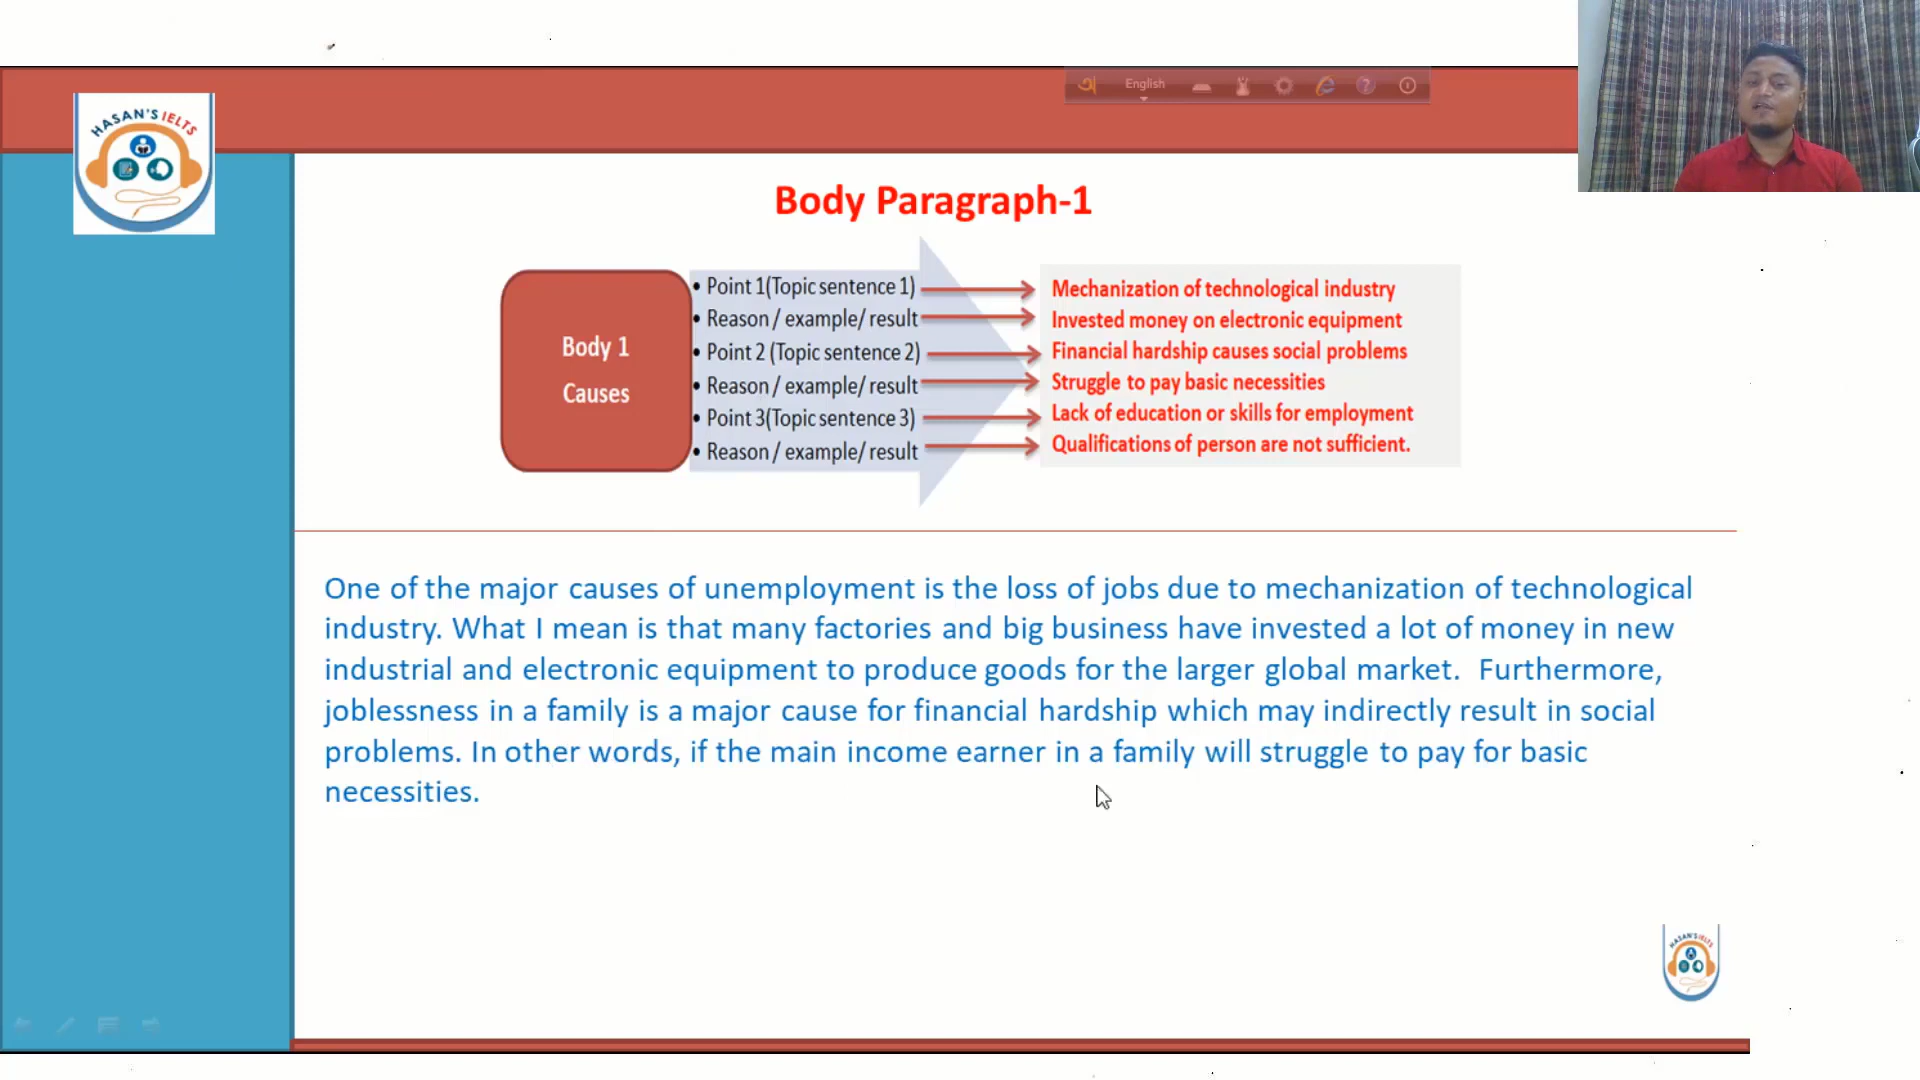 English
HASAN'S IELTS
Body Paragraph-1
Body 1
Causes
• Point 1(Topic sentence 1)
• Reason / example/ result
• Point 2 (Topic sentence 2)
• Reason / example/ result
• Point 3(Topic sentence 3)
• Reason / example/ result
Mechanization of technological industry
Invested money on electronic equipment
Financial hardship causes social problems
Struggle to pay basic necessities
Lack of education or skills for employment
Qualifications of person are not sufficient.
One of the major causes of unemployment is the loss of jobs due to mechanization of technological
industry. What I mean is that many factories and big business have invested a lot of money in new
industrial and electronic equipment to produce goods for the larger global market.  Furthermore,
joblessness in a family is a major cause for financial hardship which may indirectly result in social
problems. In other words, if the main income earner in a family will struggle to pay for basic
necessities.
HASAN'S IELTS